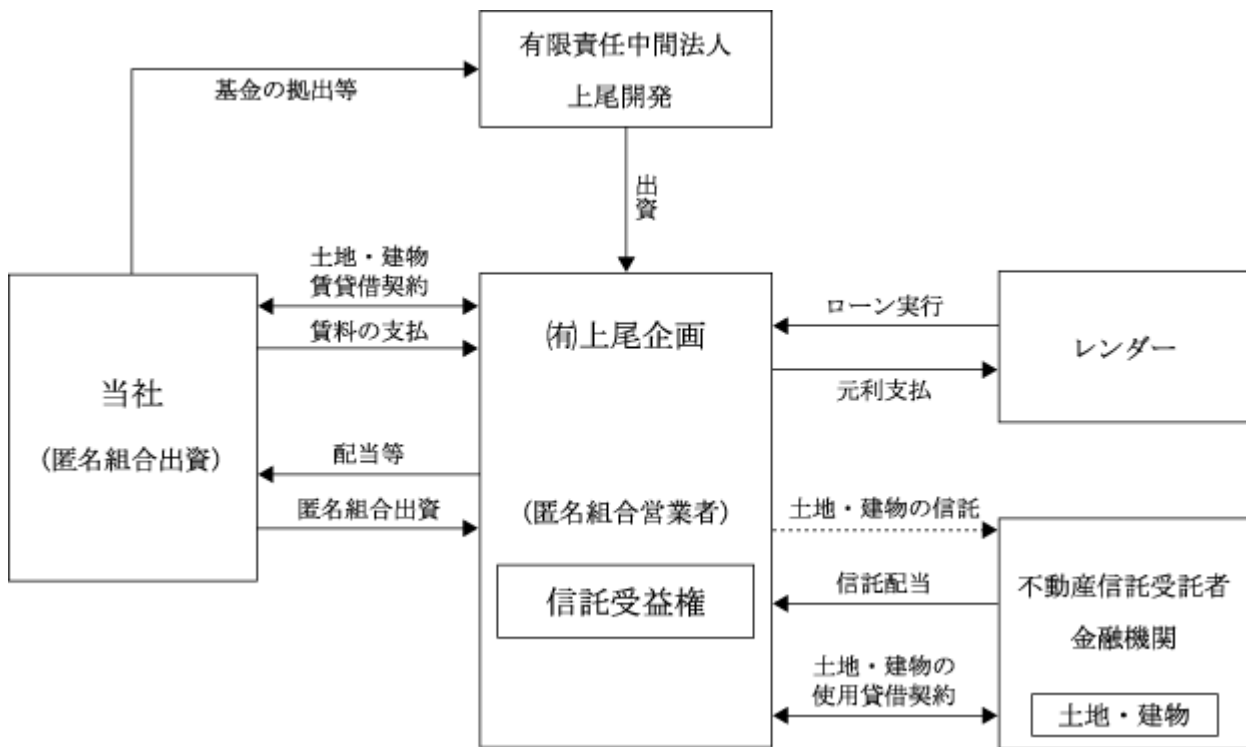 有限責任中間法人
上尾開発
基金の拠出等
出資
土地・建物
賃貸借契約
賃料の支払
㈲上尾企画
ローン実行
レンダー
元利支払
当社
(匿名組合出資)
配当等
匿名組合出資
(匿名組合営業者)
信託受益権
土地・建物の信託
信託配当
不動産信託受託者
金融機関
土地・建物の
使用貸借契約
土地・建物